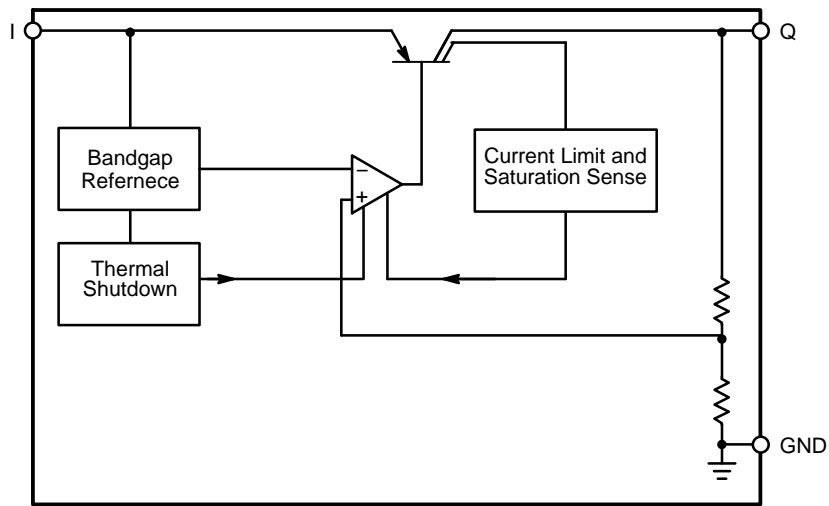 I
Q
Bandgap
Refernece
−
+
Current Limit and
Saturation Sense
Thermal
Shutdown
GND